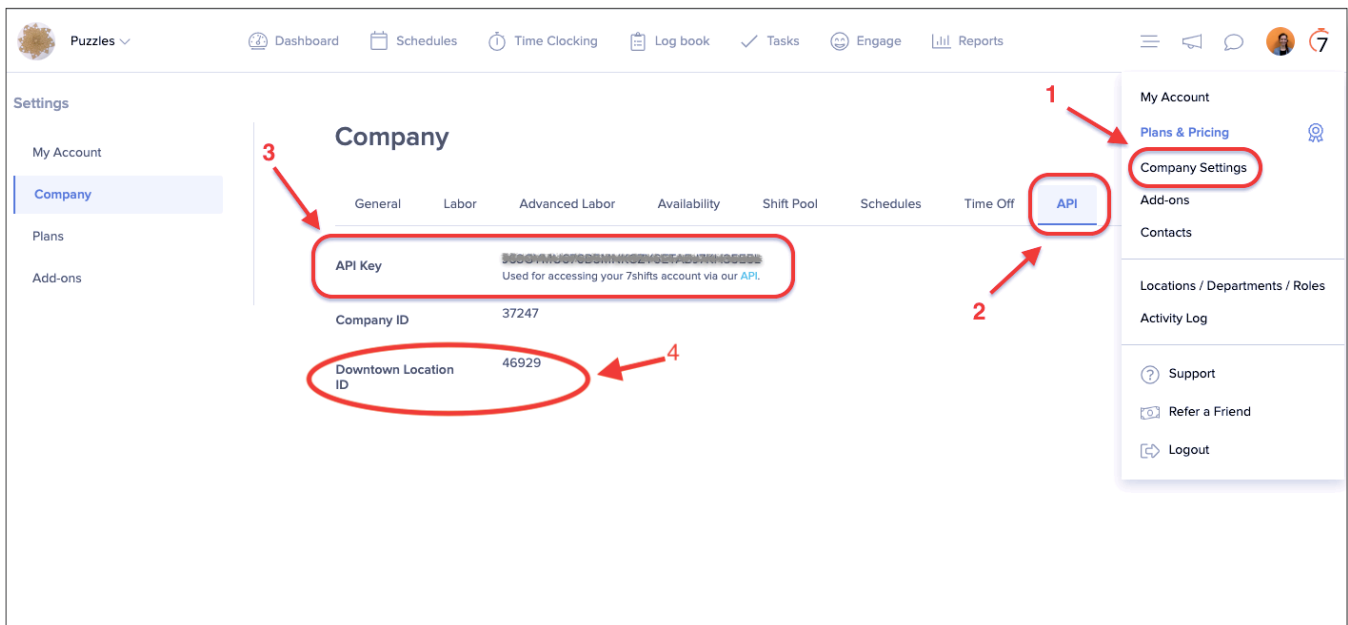 Puzzles
Dashboard
Schedules
Time Clocking
Log book
Tasks
Engage
Reports
7
Settings
My Account
Company
Plans
Add-ons
Company
General
Labor
Advanced Labor
Availability
Shift Pool
Schedules
Time Off
API
API Key
Used for accessing your 7shifts account via our API.
Company ID
37247
Downtown Location
ID
46929
1
2
3
4
My Account
Plans & Pricing
Company Settings
Add-ons
Contacts
Locations / Departments / Roles
Activity Log
Support
Refer a Friend
Logout